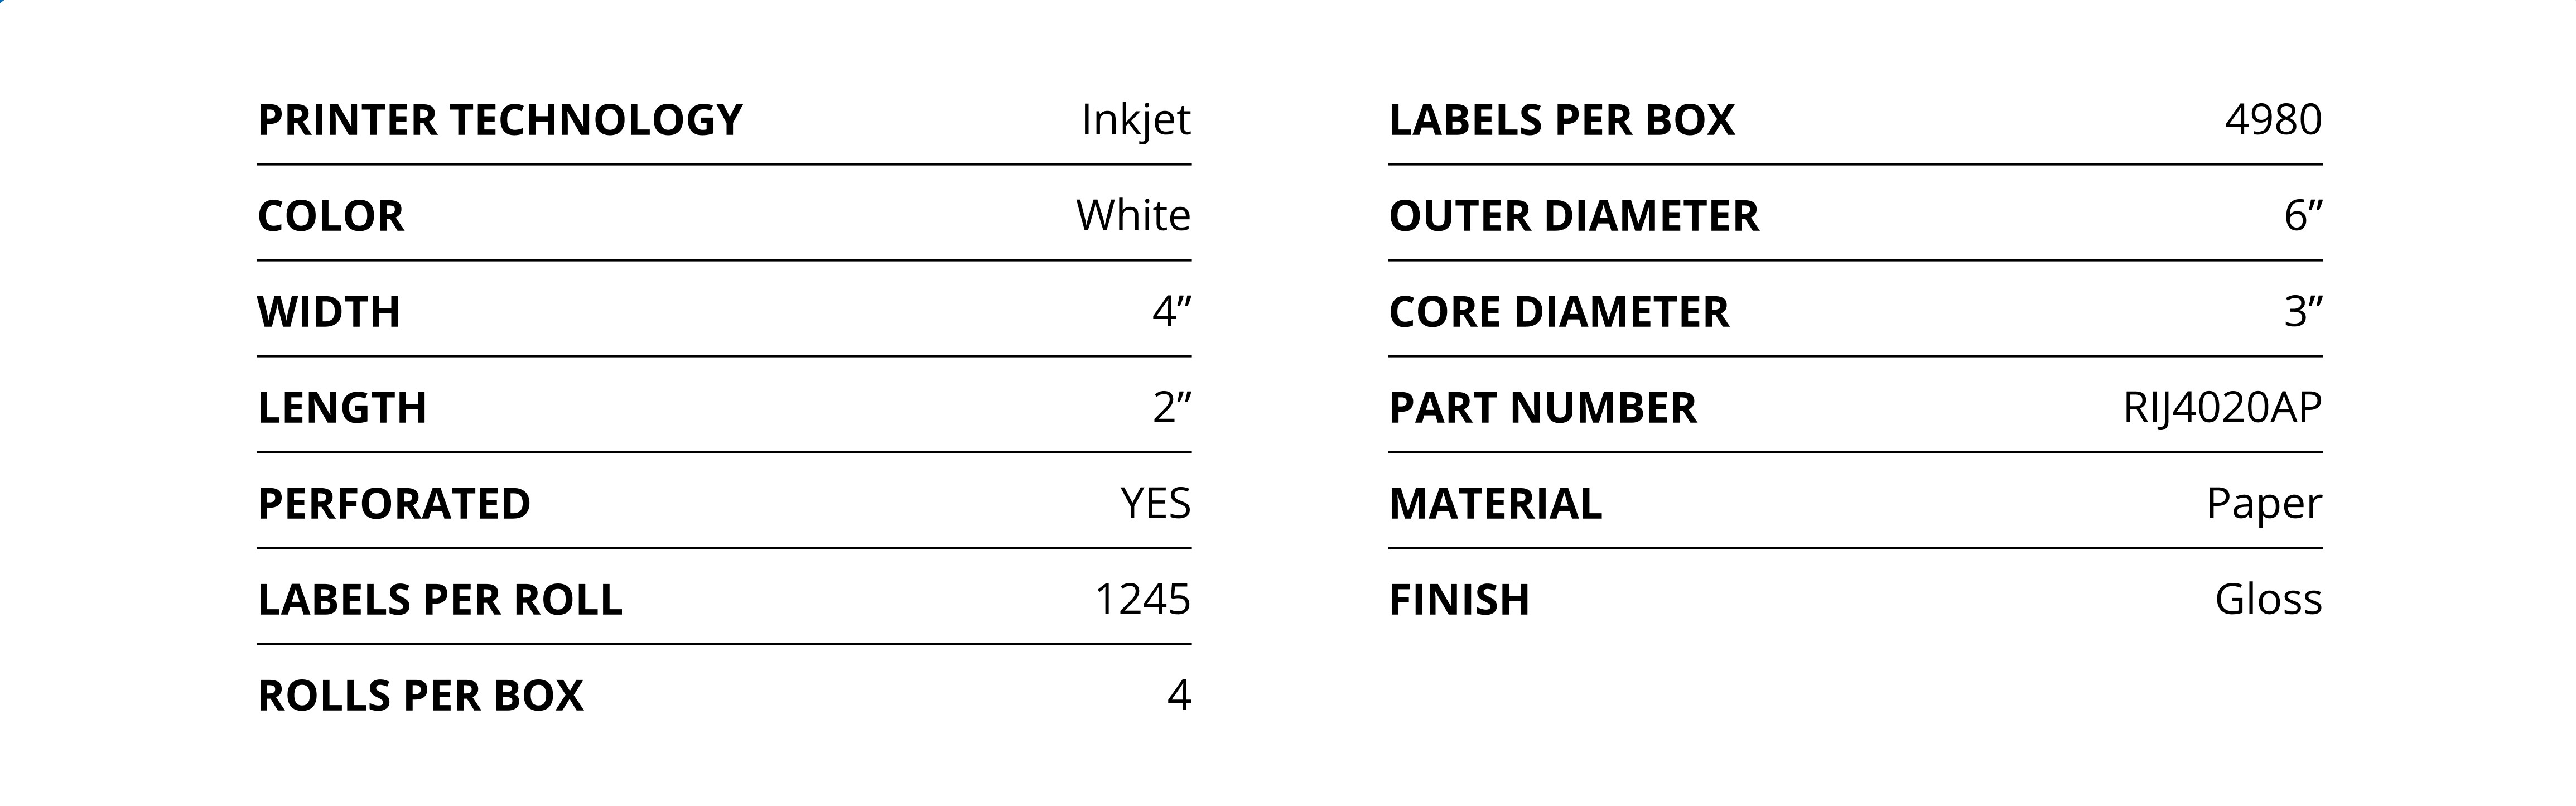 PRINTER TECHNOLOGY Inkjet
COLOR White
WIDTH 4”
LENGTH 2”
PERFORATED YES
LABELS PER ROLL 1245
ROLLS PER BOX 4
LABELS PER BOX 4980
OUTER DIAMETER 6”
CORE DIAMETER 3”
PART NUMBER RIJ4020AP
MATERIAL Paper
FINISH Gloss